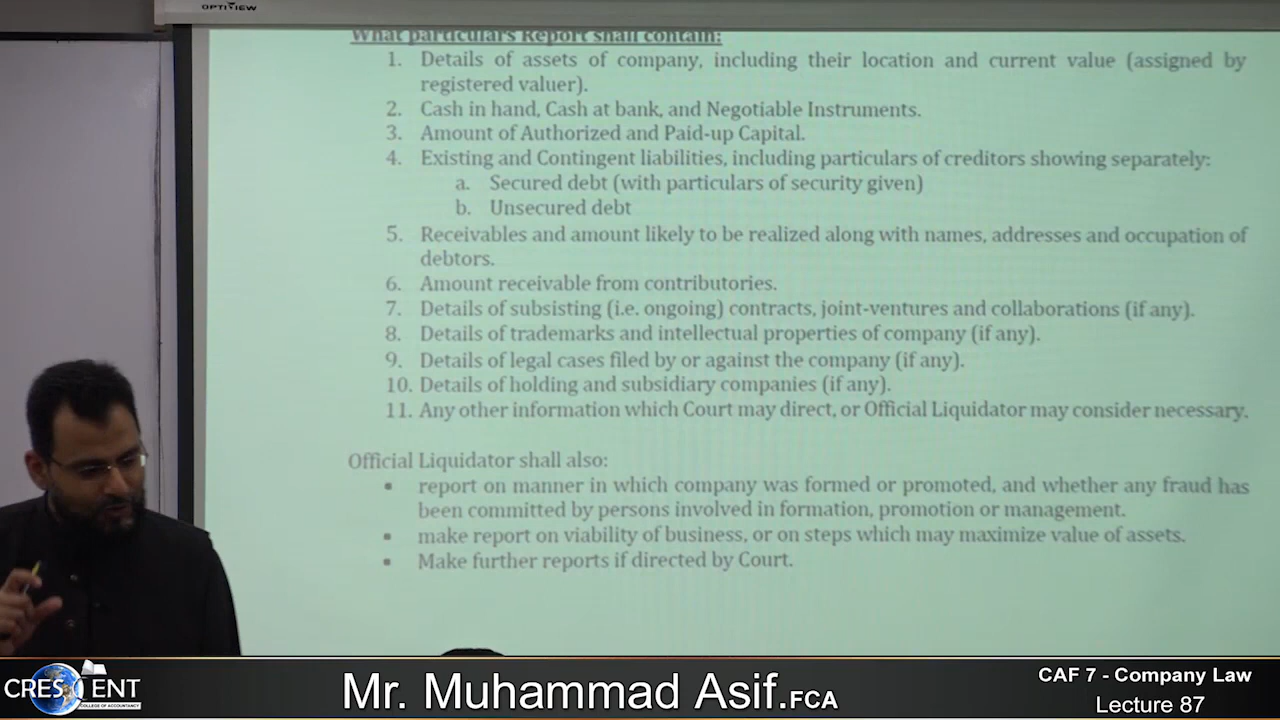 OPTIVIEW
What particulars Report shall contain:
1. Details of assets of company, including their location and current value (assigned by
registered valuer).
2. Cash in hand, Cash at bank, and Negotiable Instruments.
3. Amount of Authorized and Paid-up Capital.
4. Existing and Contingent liabilities, including particulars of creditors showing separately:
a. Secured debt (with particulars of security given)
b. Unsecured debt
5. Receivables and amount likely to be realized along with names, addresses and occupation of
debtors.
6. Amount receivable from contributories.
7. Details of subsisting (i.e. ongoing) contracts, joint-ventures and collaborations (if any).
8. Details of trademarks and intellectual properties of company (if any).
9. Details of legal cases filed by or against the company (if any).
10. Details of holding and subsidiary companies (if any).
11. Any other information which Court may direct, or Official Liquidator may consider necessary.
Official Liquidator shall also:
▪ report on manner in which company was formed or promoted, and whether any fraud has
been committed by persons involved in formation, promotion or management.
▪ make report on viability of business, or on steps which may maximize value of assets.
▪ Make further reports if directed by Court.
CRESCENT
COLLEGE OF ACCOUNTANCY
Mr. Muhammad Asif.FCA
CAF 7 - Company Law
Lecture 87